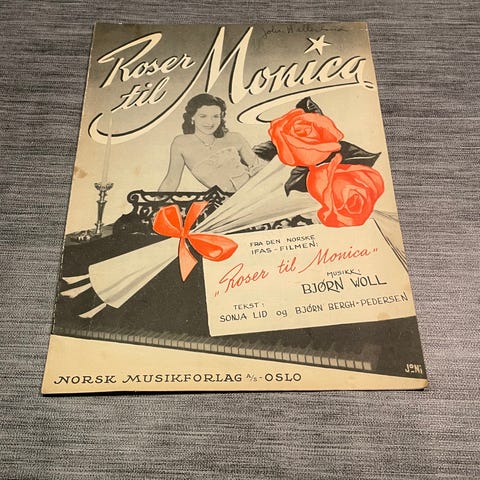 Roser
til
Monica
FRA DEN NORSKE
IFAS-FILMEN:
"Roser til Monica"
MUSIKK:
BJØRN WOLL
TEKST:
SONJA LID og BJØRN BERGH-PEDERSEN
JONI
NORSK MUSIKFORLAG A/S-OSLO